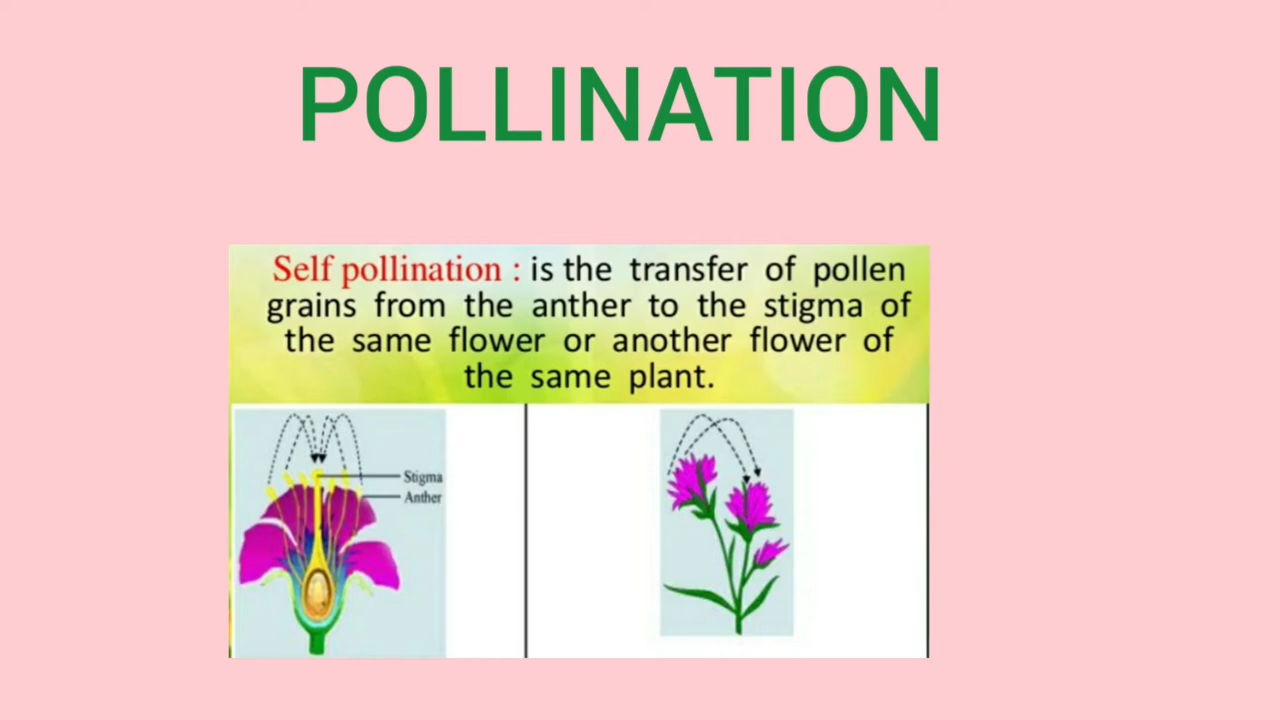 POLLINATION
Self pollination : is the transfer of pollen
grains from the anther to the stigma of
the same flower or another flower of
the same plant.
Stigma
Anther